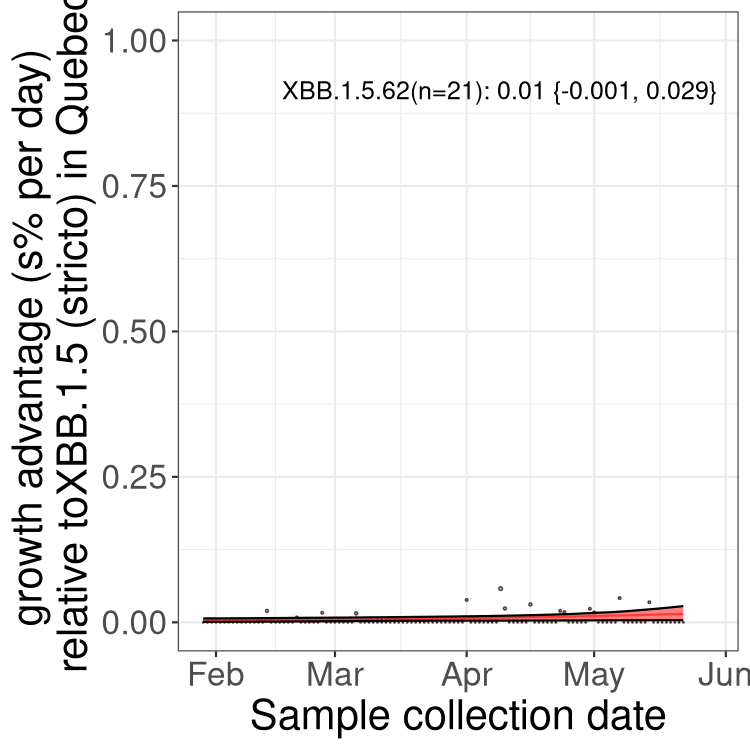 growth advantage (s% per day)
relative toXBB.1.5 (stricto) in Quebec
1.00
0.75
0.50
0.25
0.00
XBB.1.5.62(n=21): 0.01 {-0.001, 0.029}
Feb Mar Apr May Jun
Sample collection date